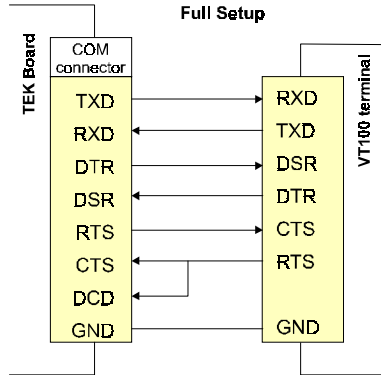 Full Setup
TEK Board
COM
connector
TXD
RXD
DTR
DSR
RTS
CTS
DCD
GND
RXD
TXD
DSR
DTR
CTS
RTS
GND
VT100 terminal